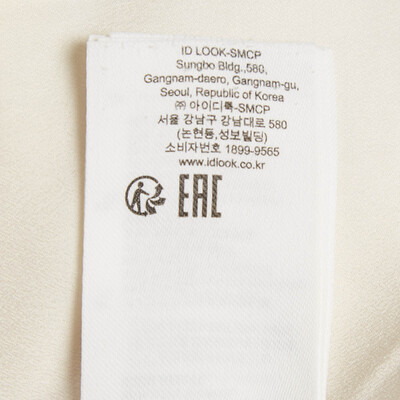 ID LOOK-SMCP
Sungbo Bldg.,580,
Gangnam-daero, Gangnam-gu,
Seoul, Republic of Korea
㈜ 아이디룩-SMCP
서울 강남구 강남대로 580
(논현동,성보빌딩)
소비자번호 1899-9565
www.idlook.co.kr
EAC